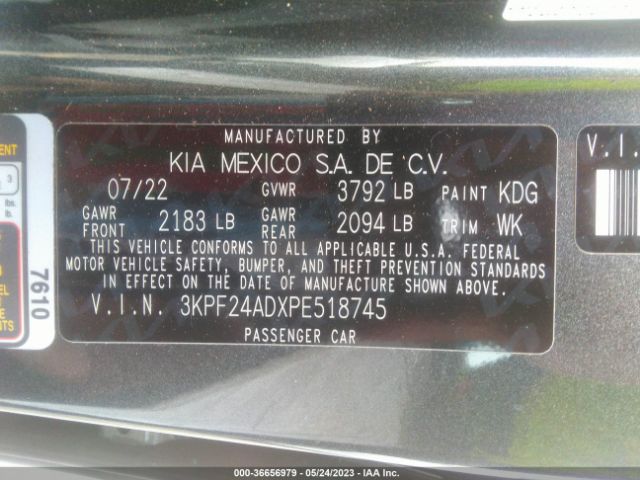 MANUFACTURED BY
KIA MEXICO S.A. DE C.V.
07/22 GVWR 3792 LB PAINT KDG
GAWR FRONT 2183 LB GAWR REAR 2094 LB TRIM WK
THIS VEHICLE CONFORMS TO ALL APPLICABLE U.S.A. FEDERAL
MOTOR VEHICLE SAFETY, BUMPER, AND THEFT PREVENTION STANDARDS
IN EFFECT ON THE DATE OF MANUFACTURE SHOWN ABOVE.
V.I.N. 3KPF24ADXPE518745
PASSENGER CAR
7610
3
lbs.
lb.
V.I.
000-36656979 — 05/24/2023 — IAA Inc.